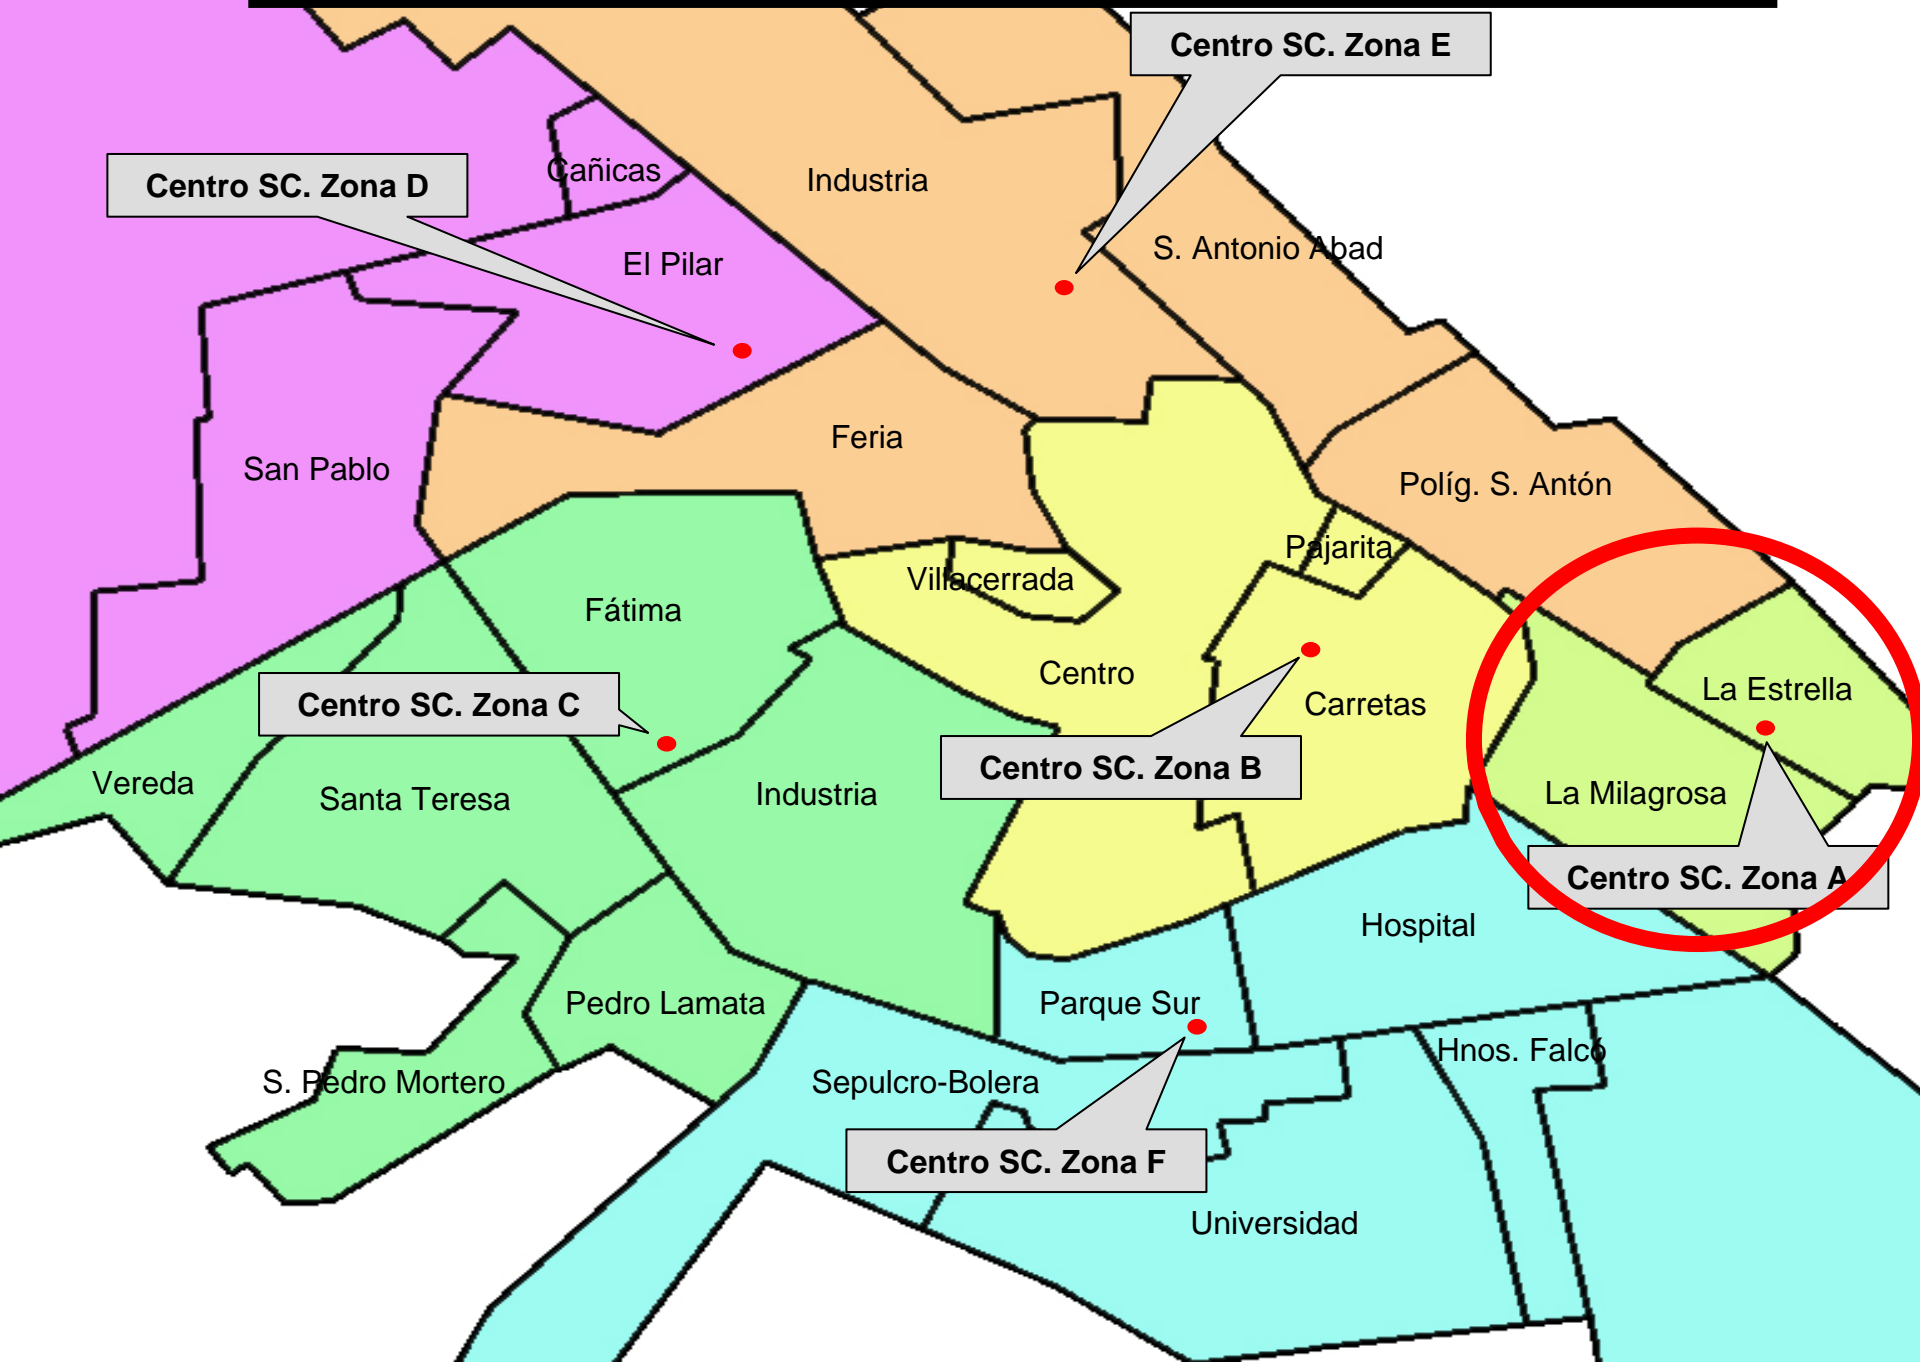 Centro SC. Zona E
Cañicas
Industria
Centro SC. Zona D
S. Antonio Abad
El Pilar
Feria
San Pablo
Políg. S. Antón
Pajarita
Villacerrada
Fátima
Centro
La Estrella
Centro SC. Zona C
Carretas
Centro SC. Zona B
Vereda
Santa Teresa
Industria
La Milagrosa
Centro SC. Zona A
Hospital
Pedro Lamata
Parque Sur
Hnos. Falcó
S. Pedro Mortero
Sepulcro-Bolera
Centro SC. Zona F
Universidad